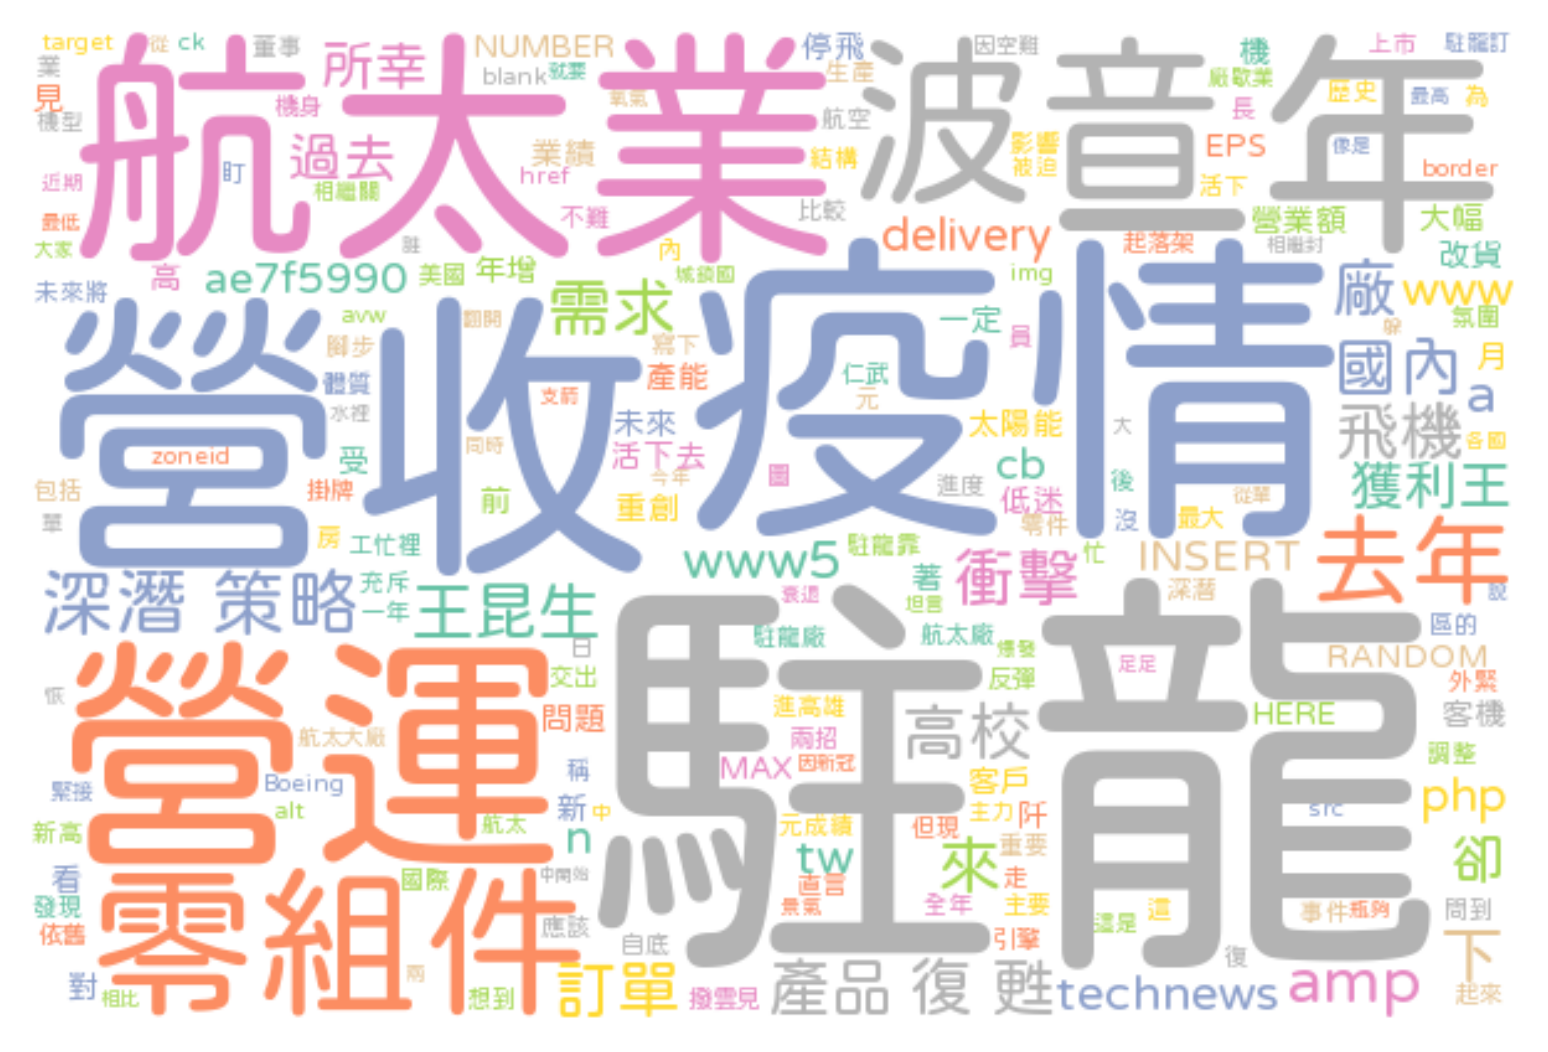 target 從 ck 董事 所幸 NUMBER 停飛 因空難 機 上市 駐龍訂
業 航太業 blank 就要 生產 波音 年 廠歇業
見 機身 氧氣 歷史 最高 為
機型 航空 長
過去 業績 結構 影響 EPS 像是
盯 href 被迫 border
近期 相繼關 活下
最低 不難 比較 營業額 大幅
大家 delivery 起落架 相繼封 改貨
高 ae7f5990 美國 年增 內 城鎖國 img 廠 www
未來將 需求 氛圍
avw 翻開 一定
腳步 寫下 員 國內 月
營收 疫情
體質 產能 仁武 a
水裡 支箭 元
未來 太陽能 大 飛機 各國
zoneid 受 同時 活下去 cb
包括 掛牌 今年 圖 進度 後 獲利王
單 前 重創 低迷 從單
零件 沒 最大
房 工忙裡 www5 駐龍靠 忙 INSERT 去年
深潛 策略 充斥 著 衝擊 深潛 說
一年 王昆生 衰退 坦言
駐龍 駐龍廠 航太廠 區的
日 爆發 足足 RANDOM
恢 營運 交出 反彈 外緊
航太大廠 問題 進高雄 高校 HERE 客機
兩招 調整
緊接 Boeing 稱 MAX 因新冠 客戶
alt 新 中 主力 阡 src php
新高 航太 元成績 但現
n tw 來 重要 卻
看 零組件 國際 中開始 直言 走
發現 景氣 全年 主要 這 事件 瓶頸 問到
依舊 應該 這是
自底 引擎 下
對 兩 復
相比 想到 訂單 撥雲見 產品 復 甦 technews amp 起來